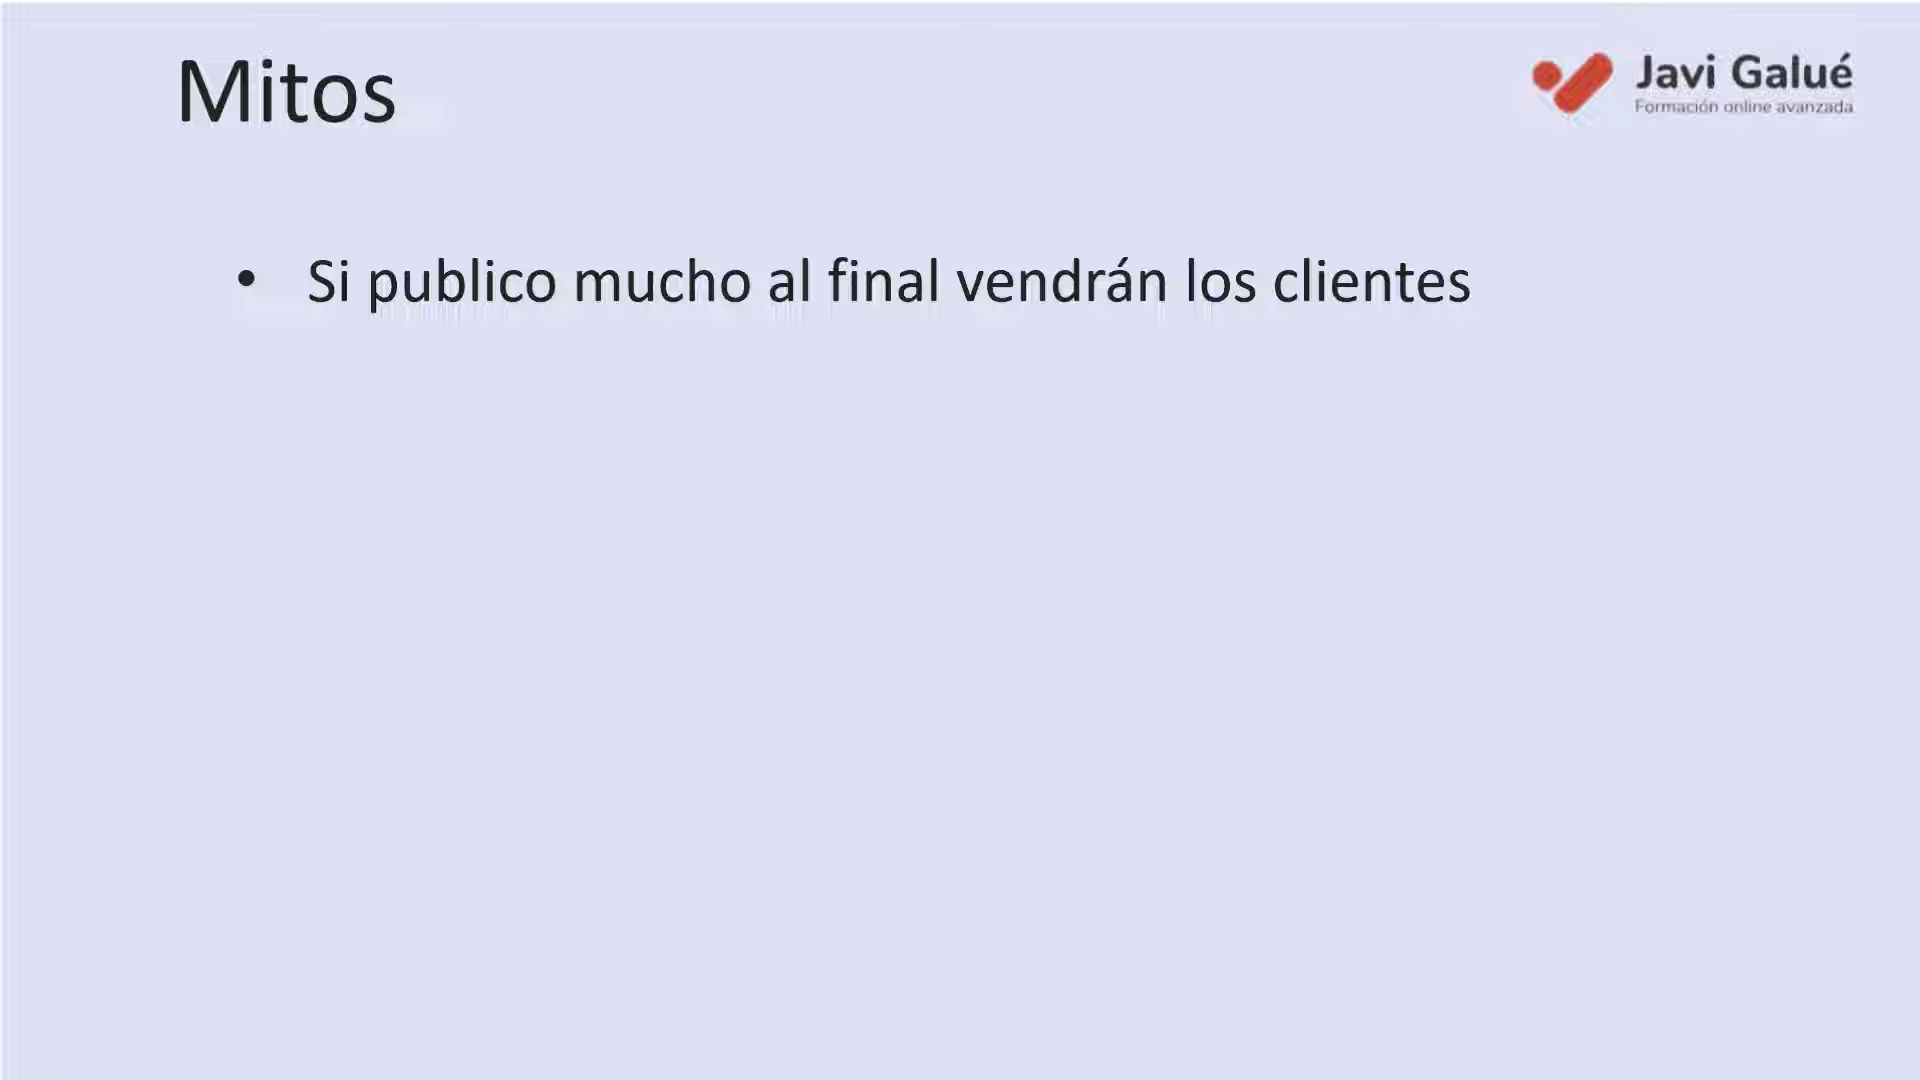 Mitos
Javi Galué
Formación online avanzada
• Si publico mucho al final vendrán los clientes